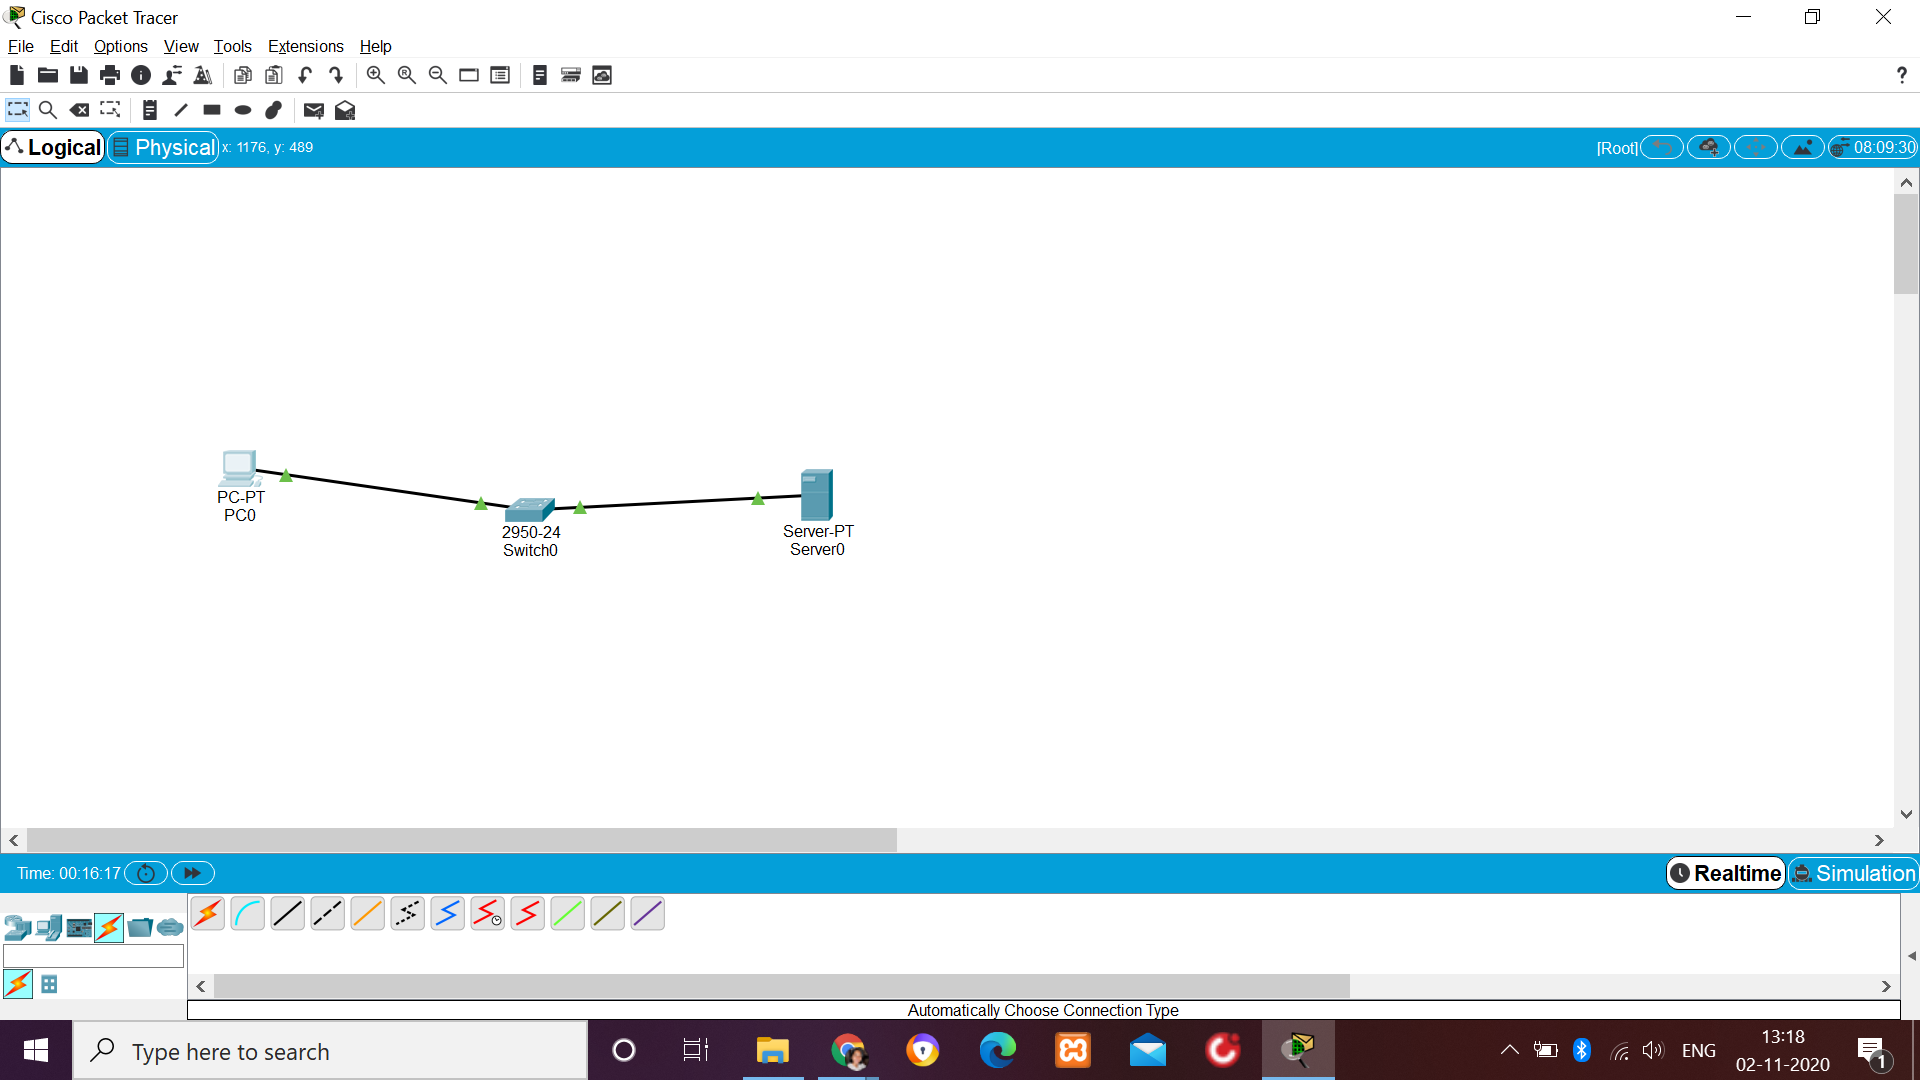 Cisco Packet Tracer
File Edit Options View Tools Extensions Help
?
Logical Physical x: 1176, y: 489 [Root] 08:09:30
PC-PT
PC0
2950-24
Switch0
Server-PT
Server0
Time: 00:16:17 Realtime Simulation
Automatically Choose Connection Type
Type here to search
ENG
13:18
02-11-2020
1